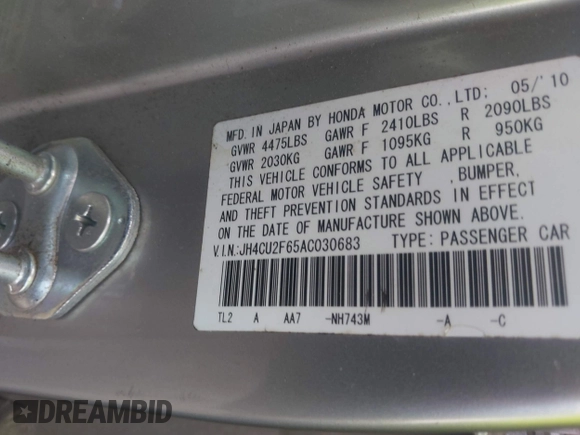 MFD. IN JAPAN BY HONDA MOTOR CO.,LTD: 05/'10
GVWR 4475LBS GAWR F 2410LBS R 2090LBS
GVWR 2030KG GAWR F 1095KG R 950KG
THIS VEHICLE CONFORMS TO ALL APPLICABLE
FEDERAL MOTOR VEHICLE SAFETY ,BUMPER,
AND THEFT PREVENTION STANDARDS IN EFFECT
ON THE DATE OF MANUFACTURE SHOWN ABOVE.
V.I.N:JH4CU2F65AC030683 TYPE: PASSENGER CAR
TL2 A AA7 -NH743M -A -C
DREAMBID